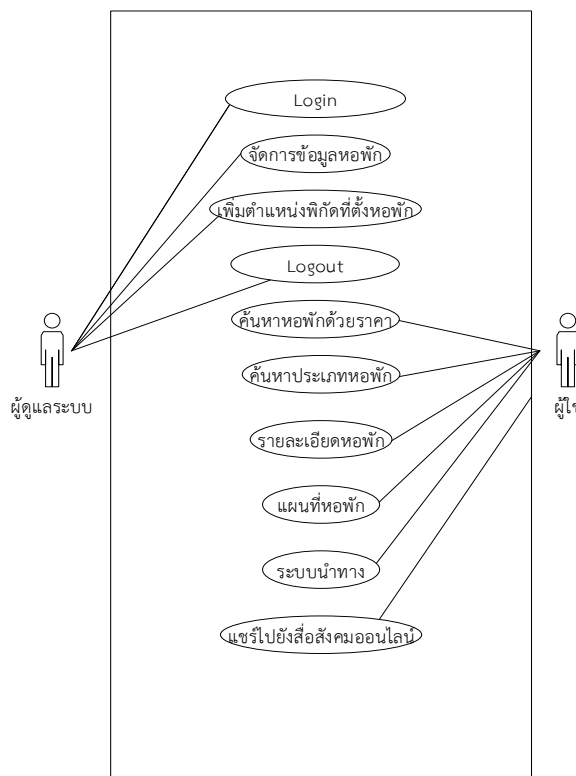 Login
จัดการข้อมูลหอพัก
เพิ่มตำแหน่งพิกัดที่ตั้งหอพัก
Logout
ค้นหาหอพักด้วยราคา
ค้นหาประเภทหอพัก
ผู้ดูแลระบบ
รายละเอียดหอพัก
แผนที่หอพัก
ระบบนำทาง
แชร์ไปยังสื่อสังคมออนไลน์